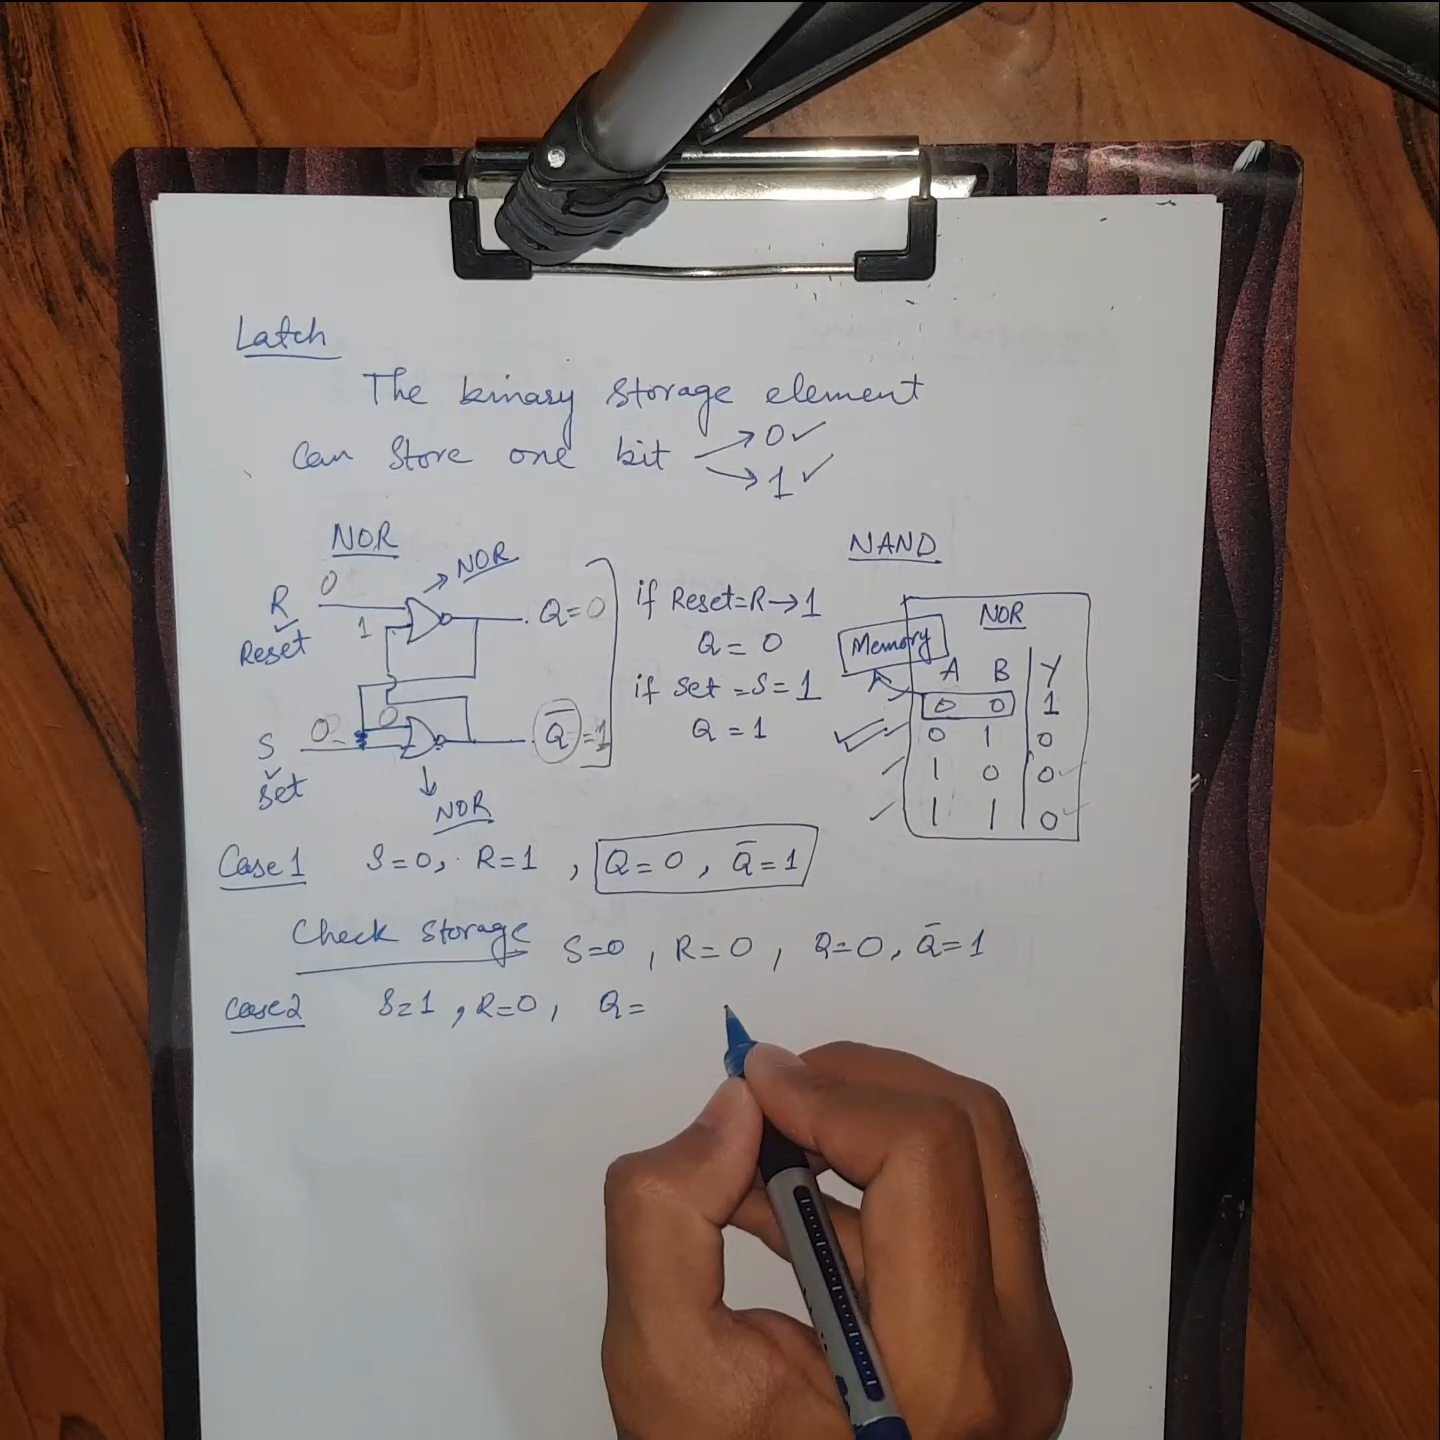 Latch
The binary storage element
Can Store one bit → 0 ✓
→ 1 ✓
NOR
R
Reset
0
1
→ NOR
Q=0
S
Set
0
0
Q̅=1
↓
NOR
if Reset=R→1
Q = 0
if Set =S=1
Q = 1
NAND
Memory
NOR
A B Y
0 0 1
0 1 0
1 0 0
1 1 0
Case1 S=0, R=1 , Q=0 , Q̅=1
Check Storage S=0 , R=0 , Q=0, Q̅=1
Case2 S=1 , R=0 , Q=